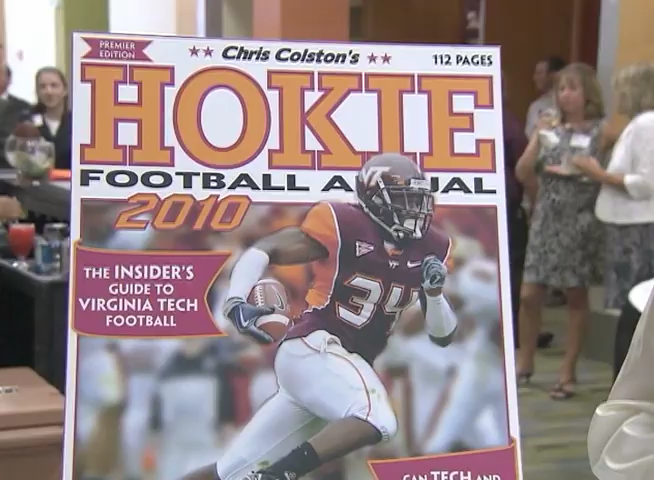 PREMIER
EDITION
Chris Colston's
112 PAGES
HOKIE
FOOTBALL A UAL
2010
THE INSIDER'S
GUIDE TO
VIRGINIA TECH
FOOTBALL
VT
34
CAN TECH AND